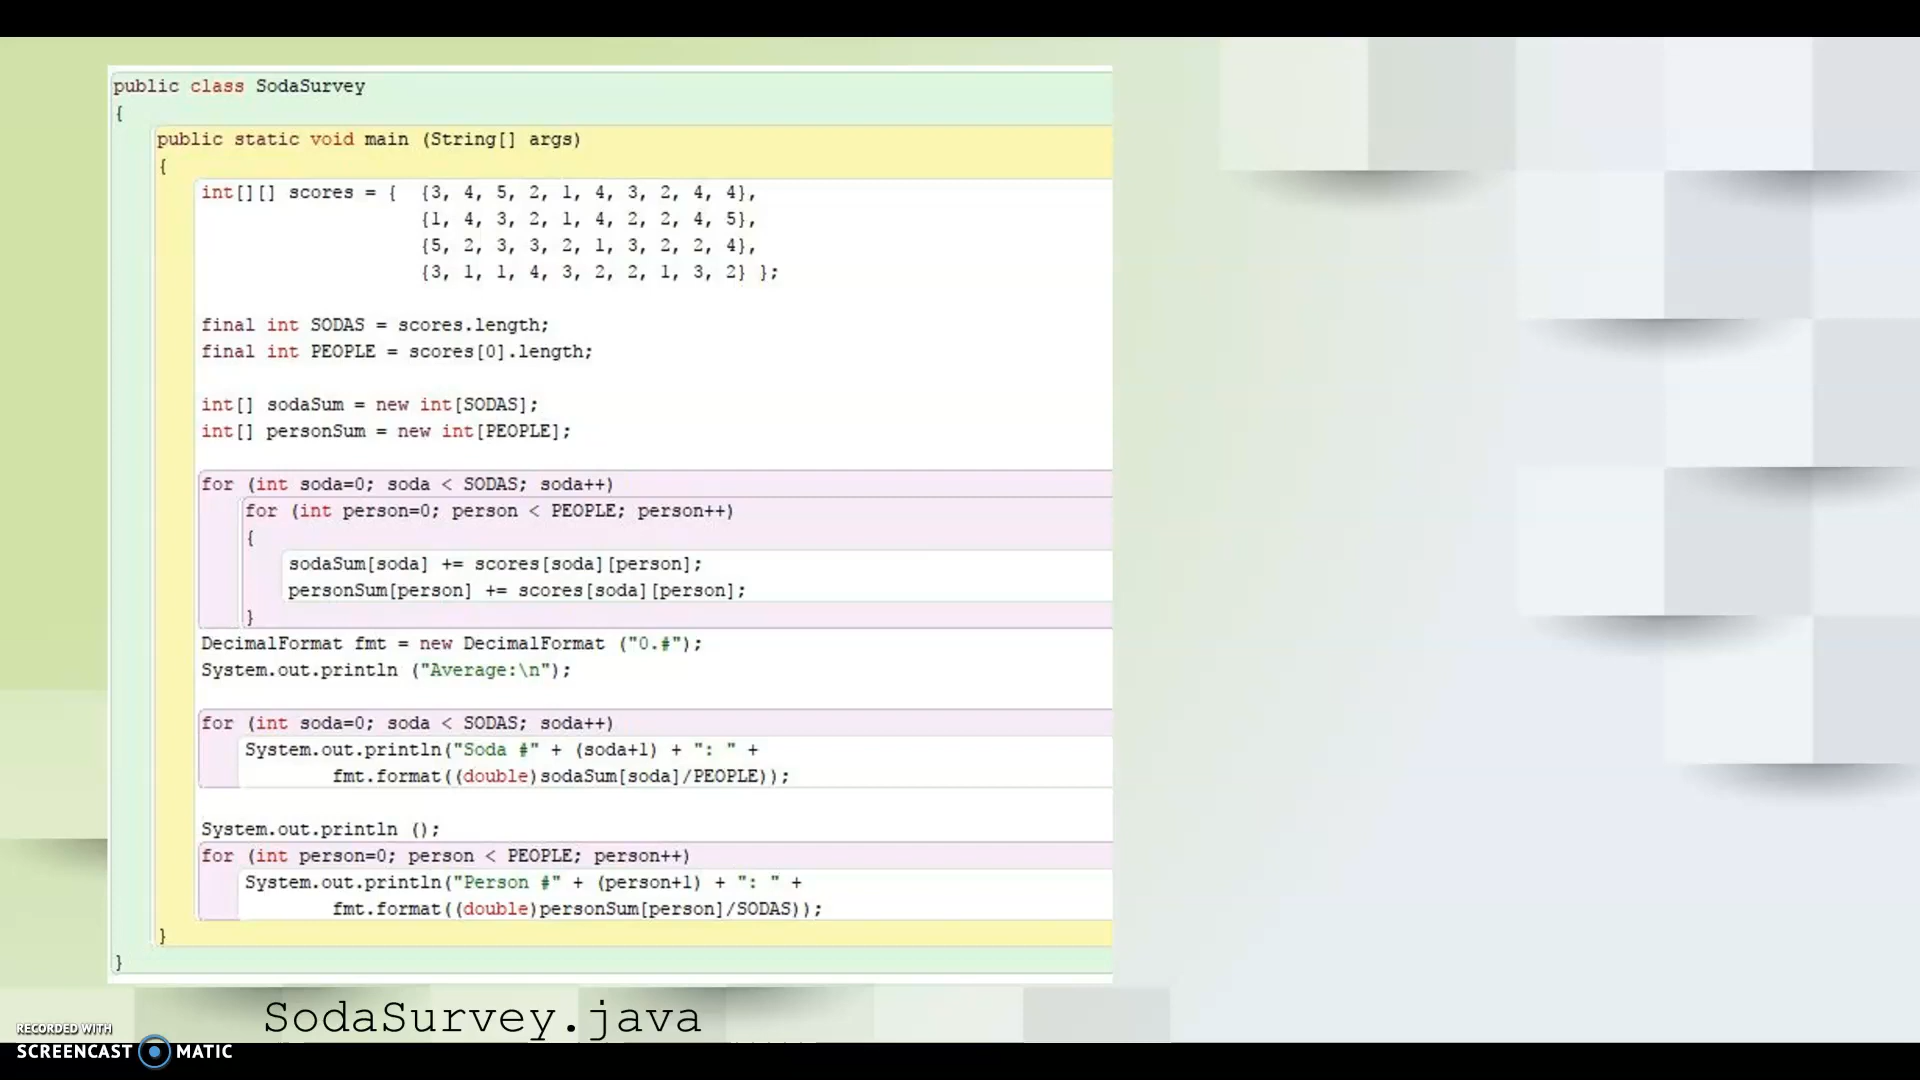 public class SodaSurvey
{
public static void main (String[] args)
{
int[][] scores = { {3, 4, 5, 2, 1, 4, 3, 2, 4, 4},
{1, 4, 3, 2, 1, 4, 2, 2, 4, 5},
{5, 2, 3, 3, 2, 1, 3, 2, 2, 4},
{3, 1, 1, 4, 3, 2, 2, 1, 3, 2} };
final int SODAS = scores.length;
final int PEOPLE = scores[0].length;
int[] sodaSum = new int[SODAS];
int[] personSum = new int[PEOPLE];
for (int soda=0; soda < SODAS; soda++)
for (int person=0; person < PEOPLE; person++)
{
sodaSum[soda] += scores[soda][person];
personSum[person] += scores[soda][person];
}
DecimalFormat fmt = new DecimalFormat ("0.#");
System.out.println ("Average:\n");
for (int soda=0; soda < SODAS; soda++)
System.out.println("Soda #" + (soda+1) + ": " +
fmt.format((double)sodaSum[soda]/PEOPLE));
System.out.println ();
for (int person=0; person < PEOPLE; person++)
System.out.println("Person #" + (person+1) + ": " +
fmt.format((double)personSum[person]/SODAS));
}
}
SodaSurvey.java
RECORDED WITH
SCREENCAST MATIC